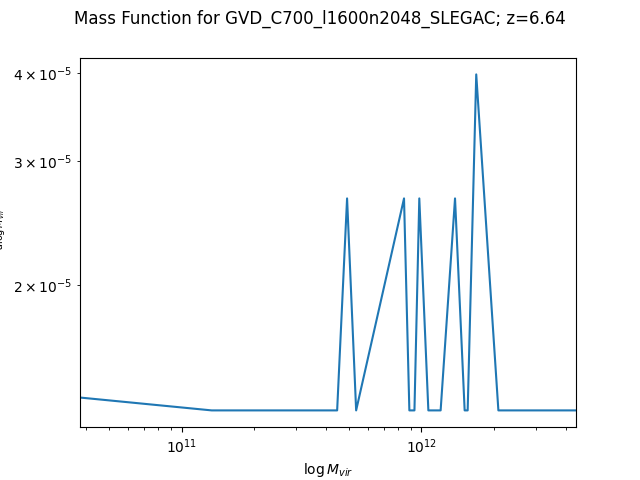 Mass Function for GVD_C700_l1600n2048_SLEGAC; z=6.64
4 × 10⁻⁵
3 × 10⁻⁵
2 × 10⁻⁵
10¹¹
10¹²
log M_vir